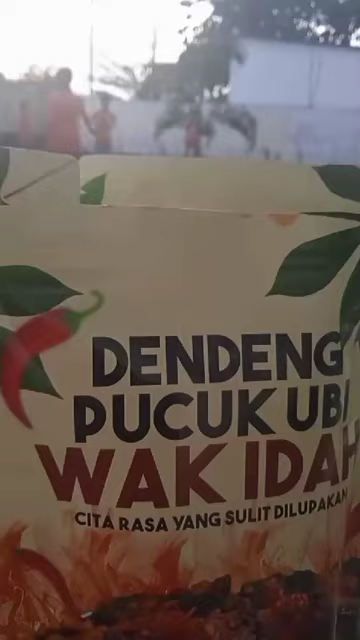 DENDENG
PUCUK UBI
WAK IDAH
CITA RASA YANG SULIT DILUPAKAN